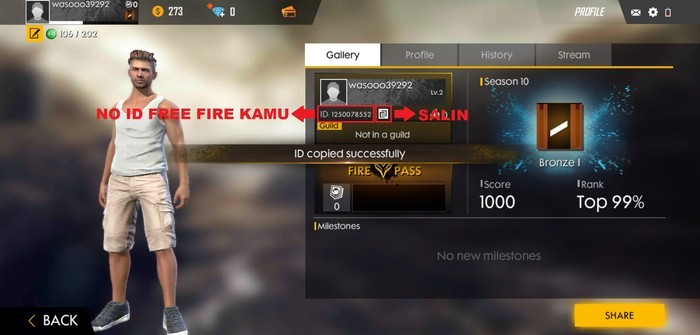 wasooo39292
0
273
0
PROFILE
106 / 202
Gallery
Profile
History
Stream
wasooo39292
Lv.2
NO ID FREE FIRE KAMU
ID: 1250078552
SALIN
Guild
Not in a guild
ID copied successfully
FIRE PASS
0
Season 10
Bronze I
Score
Rank
1000
Top 99%
Milestones
No new milestones
BACK
SHARE